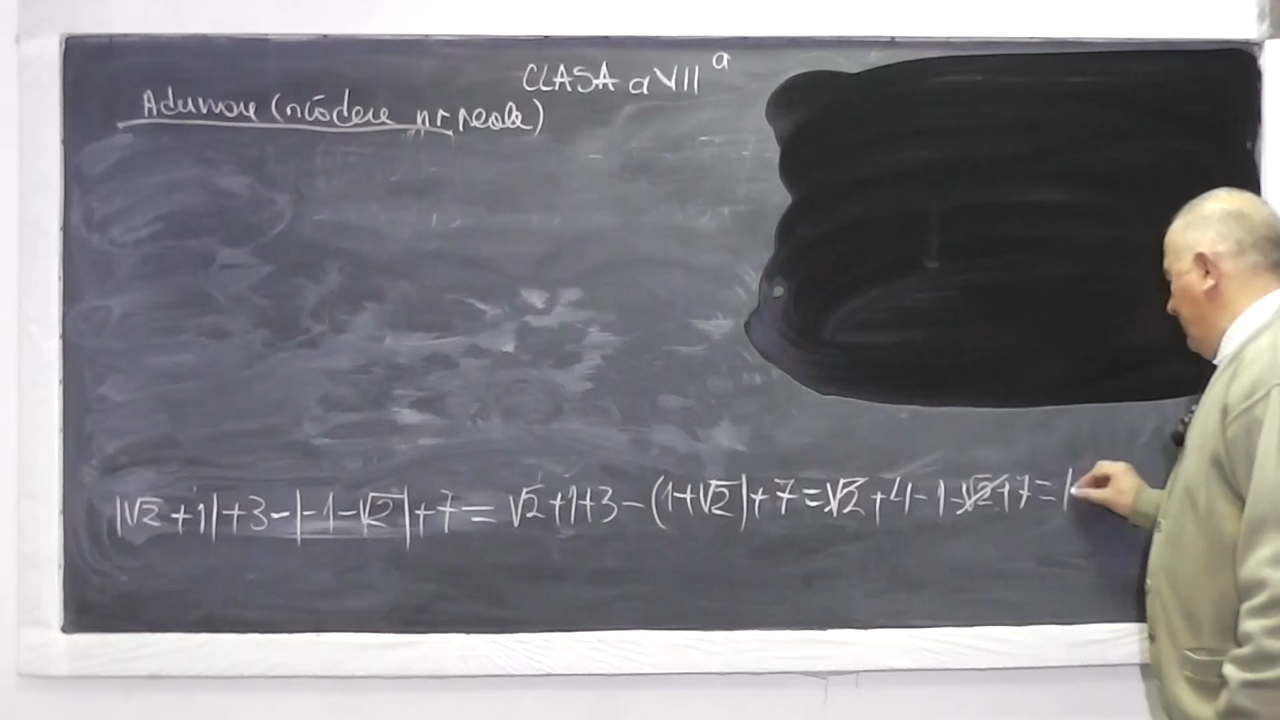 CLASA a VII a
Adunare (scădere nr reale)
|√2 + 1| + 3 - |-1 - √2| + 7 = √2 + 1 + 3 - (1 + √2) + 7 = √2 + 4 - 1 - √2 + 7 = 1